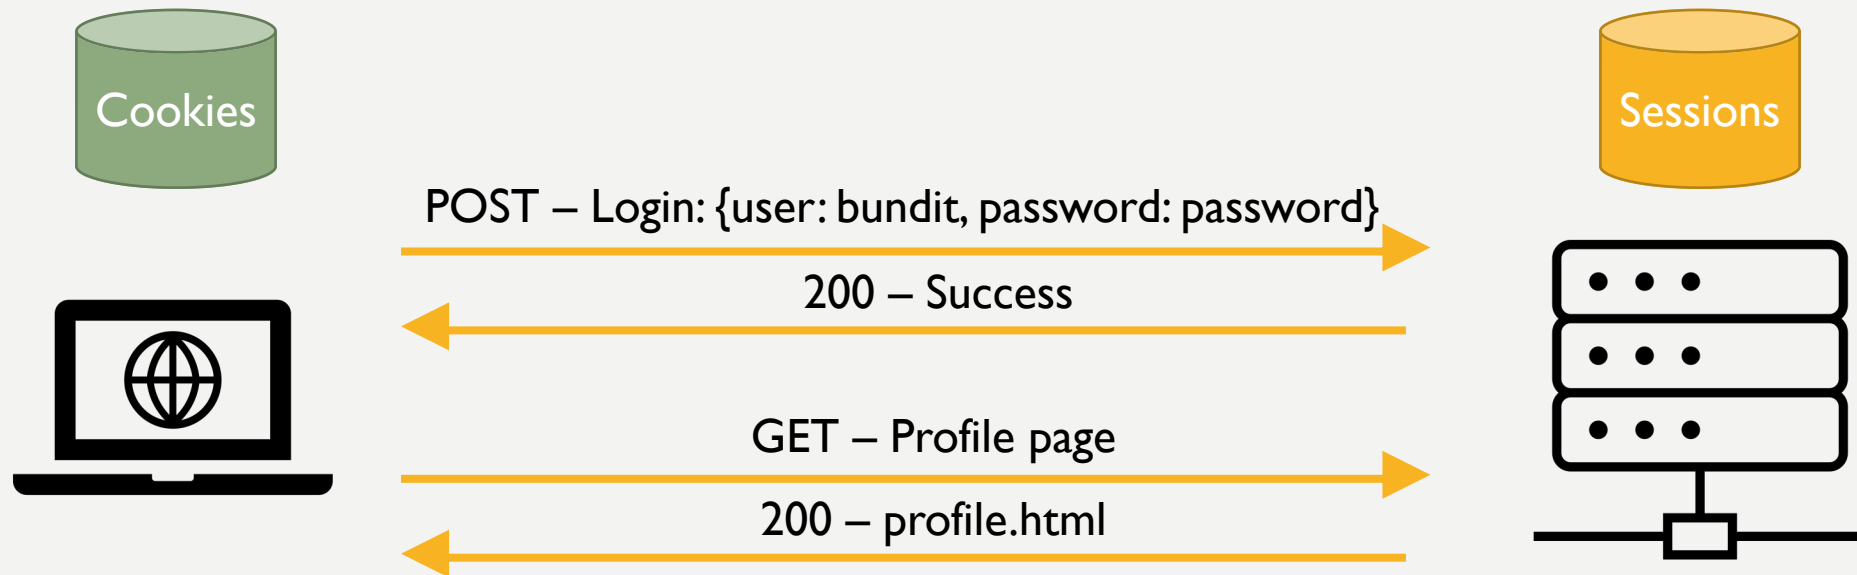 Cookies
Sessions
POST – Login: {user: bundit, password: password}
200 – Success
GET – Profile page
200 – profile.html